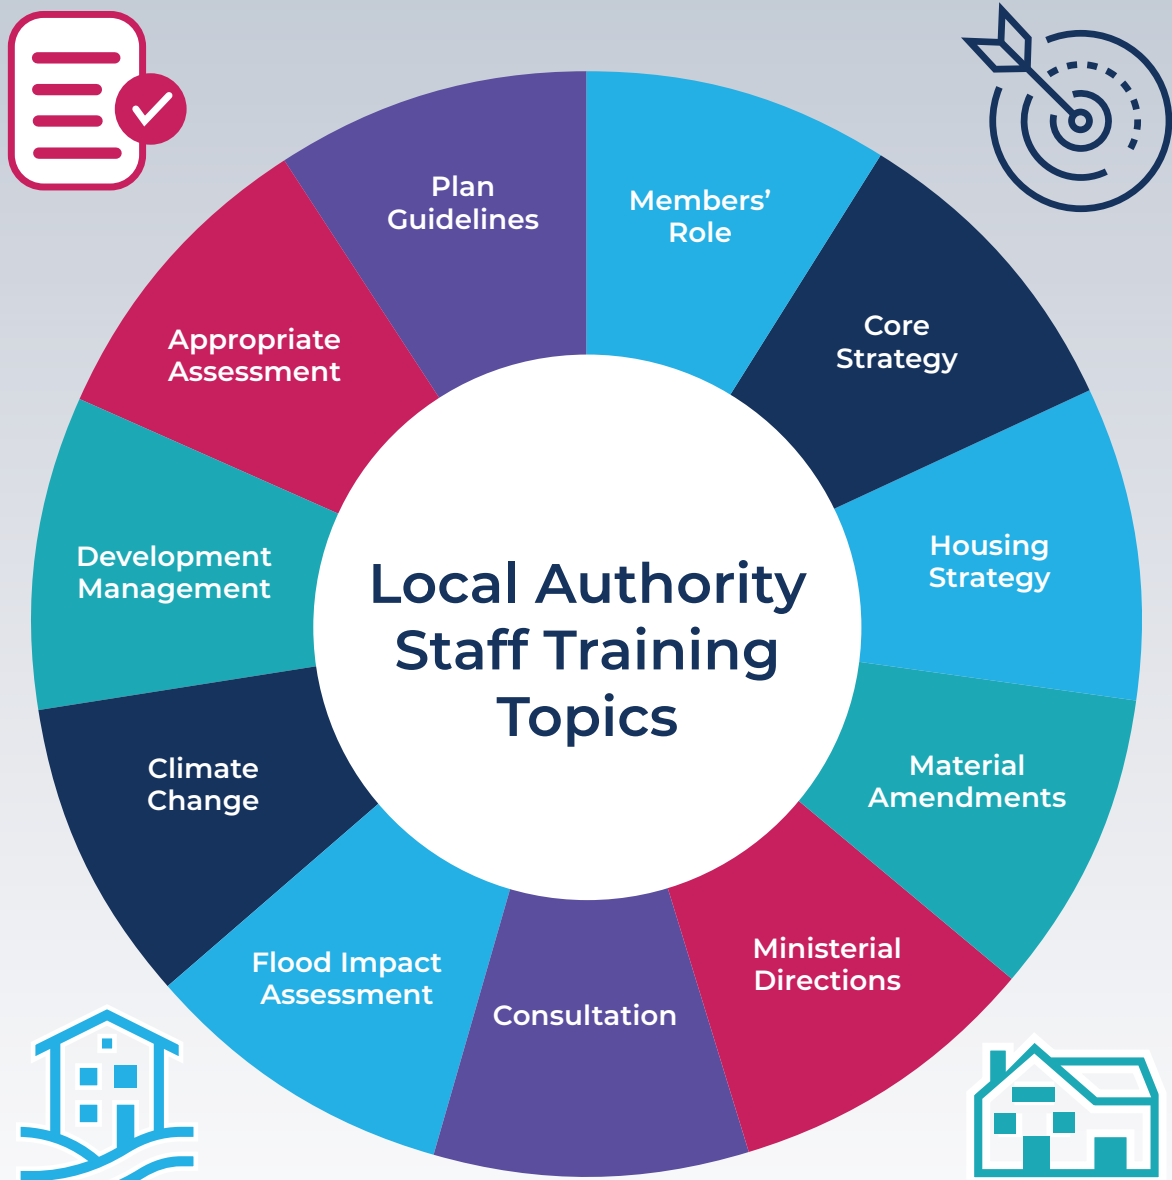 Plan
Guidelines
Members’
Role
Core
Strategy
Housing
Strategy
Material
Amendments
Ministerial
Directions
Consultation
Flood Impact
Assessment
Climate
Change
Development
Management
Appropriate
Assessment
Local Authority
Staff Training
Topics